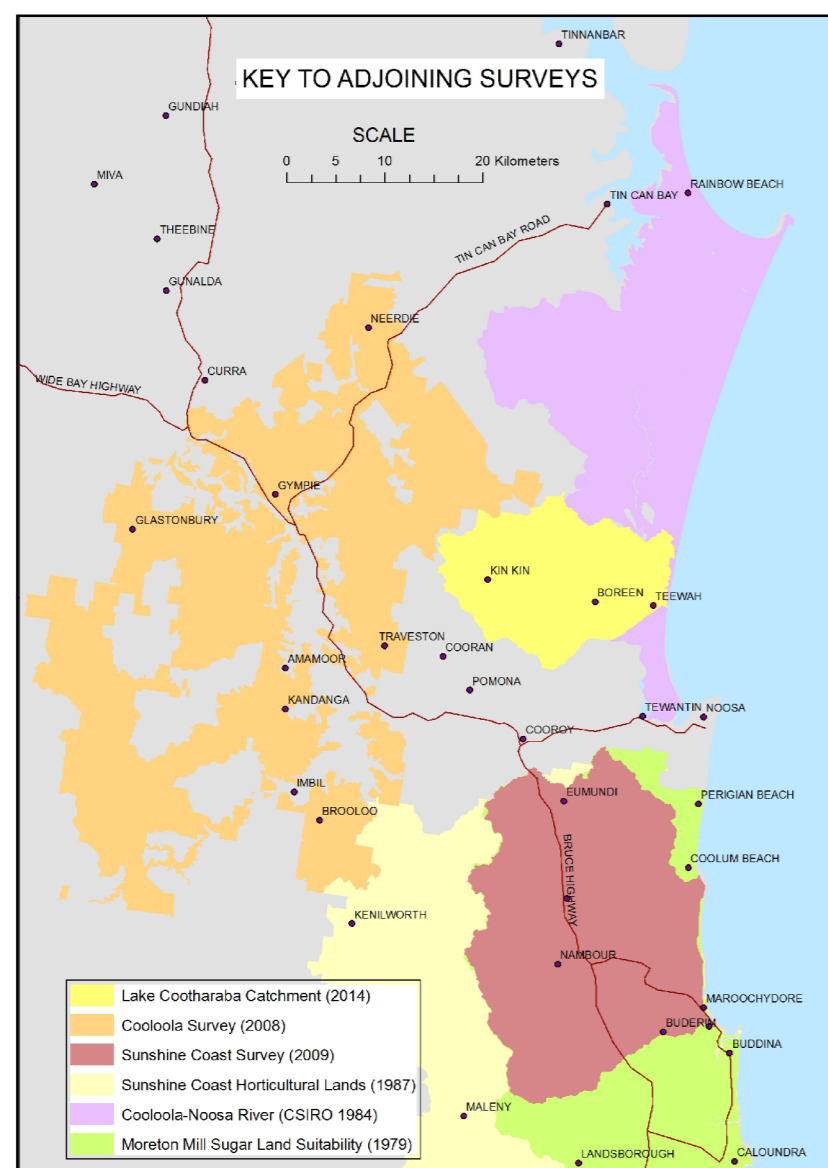 TINNANBAR
KEY TO ADJOINING SURVEYS
GUNDIAH
SCALE
0 5 10 20 Kilometers
MIVA
RAINBOW BEACH
TIN CAN BAY
THEEBINE
TIN CAN BAY ROAD
GUNALDA
NEERDIE
CURRA
WIDE BAY HIGHWAY
GYMPIE
GLASTONBURY
KIN KIN
BOREEN
TEEWAH
TRAVESTON
COORAN
AMAMOOR
POMONA
KANDANGA
TEWANTIN
NOOSA
COOROY
IMBIL
EUMUNDI
PERIGIAN BEACH
BROOLOO
BRUCE HIGHWAY
COOLUM BEACH
KENILWORTH
NAMBOUR
Lake Cootharaba Catchment (2014)
MAROOCHYDORE
Cooloola Survey (2008)
BUDERIM
Sunshine Coast Survey (2009)
BUDDINA
Sunshine Coast Horticultural Lands (1987)
Cooloola-Noosa River (CSIRO 1984)
MALENY
Moreton Mill Sugar Land Suitability (1979)
LANDSBOROUGH
CALOUNDRA